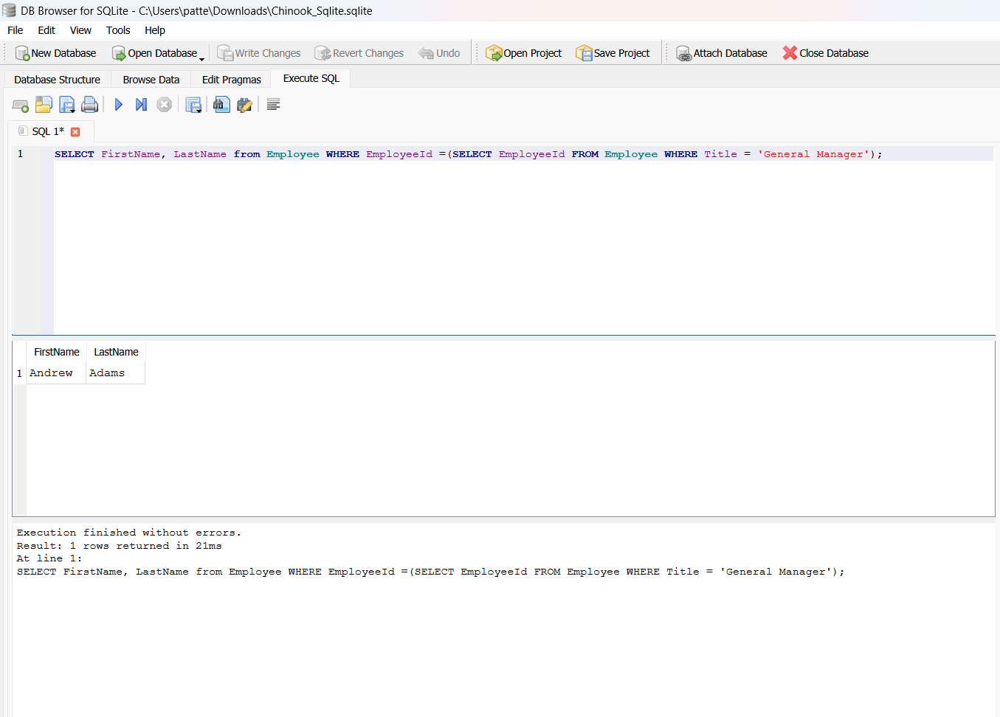 DB Browser for SQLite - C:\Users\patte\Downloads\Chinook_Sqlite.sqlite
File Edit View Tools Help
New Database Open Database Write Changes Revert Changes Undo Open Project Save Project Attach Database Close Database
Database Structure Browse Data Edit Pragmas Execute SQL
SQL 1*
1 SELECT FirstName, LastName from Employee WHERE EmployeeId =(SELECT EmployeeId FROM Employee WHERE Title = 'General Manager');
FirstName LastName
1 Andrew Adams
Execution finished without errors.
Result: 1 rows returned in 21ms
At line 1:
SELECT FirstName, LastName from Employee WHERE EmployeeId =(SELECT EmployeeId FROM Employee WHERE Title = 'General Manager');